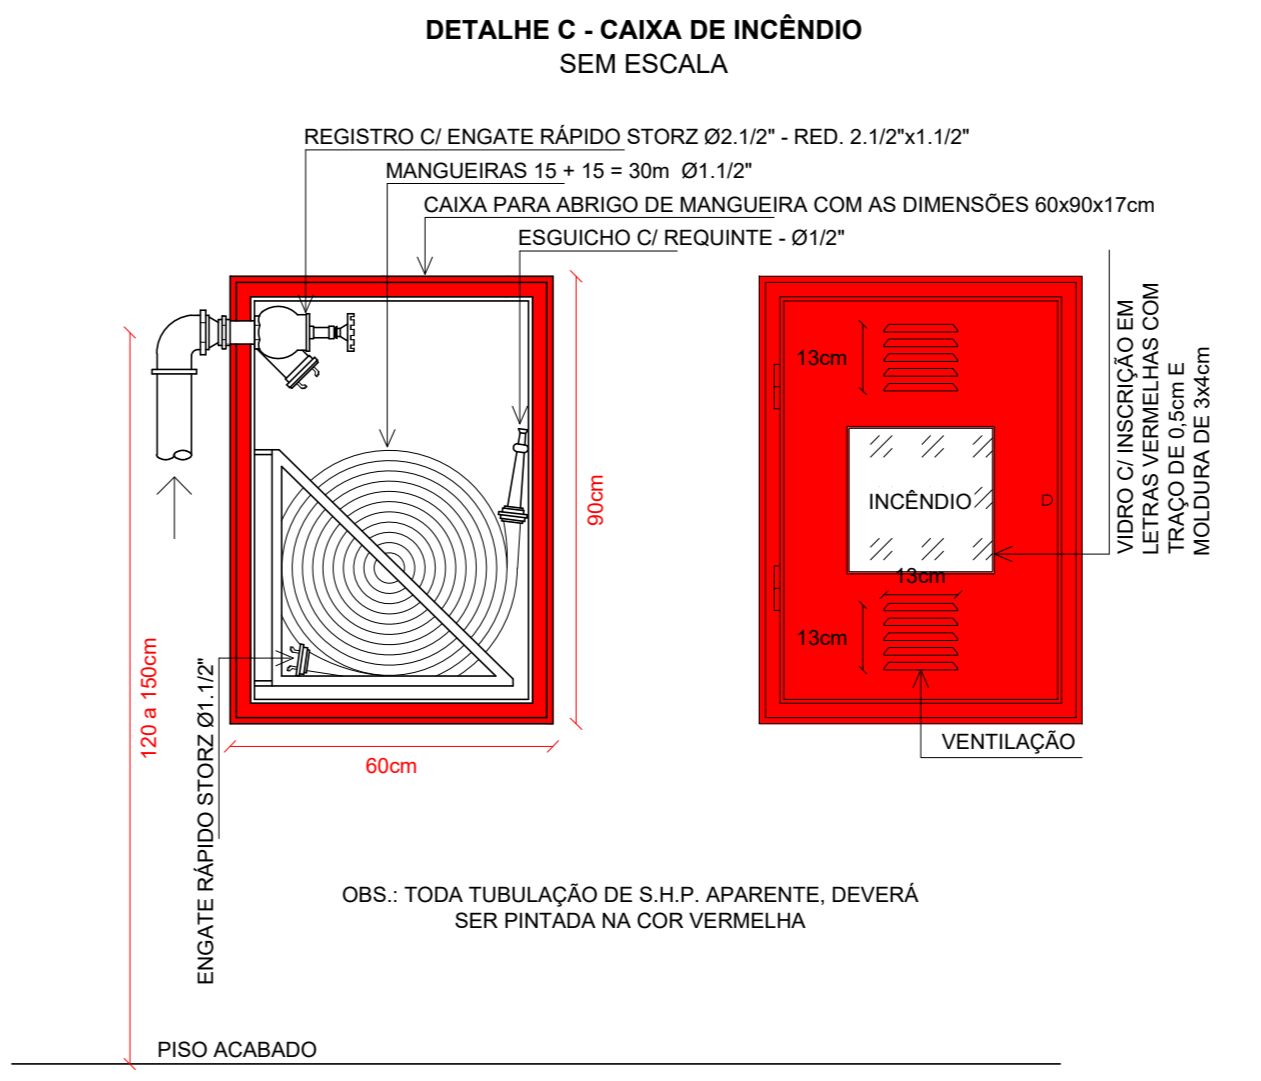 DETALHE C - CAIXA DE INCÊNDIO
SEM ESCALA
REGISTRO C/ ENGATE RÁPIDO STORZ Ø2.1/2" - RED. 2.1/2"x1.1/2"
MANGUEIRAS 15 + 15 = 30m Ø1.1/2"
CAIXA PARA ABRIGO DE MANGUEIRA COM AS DIMENSÕES 60x90x17cm
ESGUICHO C/ REQUINTE - Ø1/2"
90cm
60cm
120 a 150cm
ENGATE RÁPIDO STORZ Ø1.1/2"
13cm
INCÊNDIO
13cm
13cm
VENTILAÇÃO
VIDRO C/ INSCRIÇÃO EM
LETRAS VERMELHAS COM
TRAÇO DE 0,5cm E
MOLDURA DE 3x4cm
OBS.: TODA TUBULAÇÃO DE S.H.P. APARENTE, DEVERÁ
SER PINTADA NA COR VERMELHA
PISO ACABADO